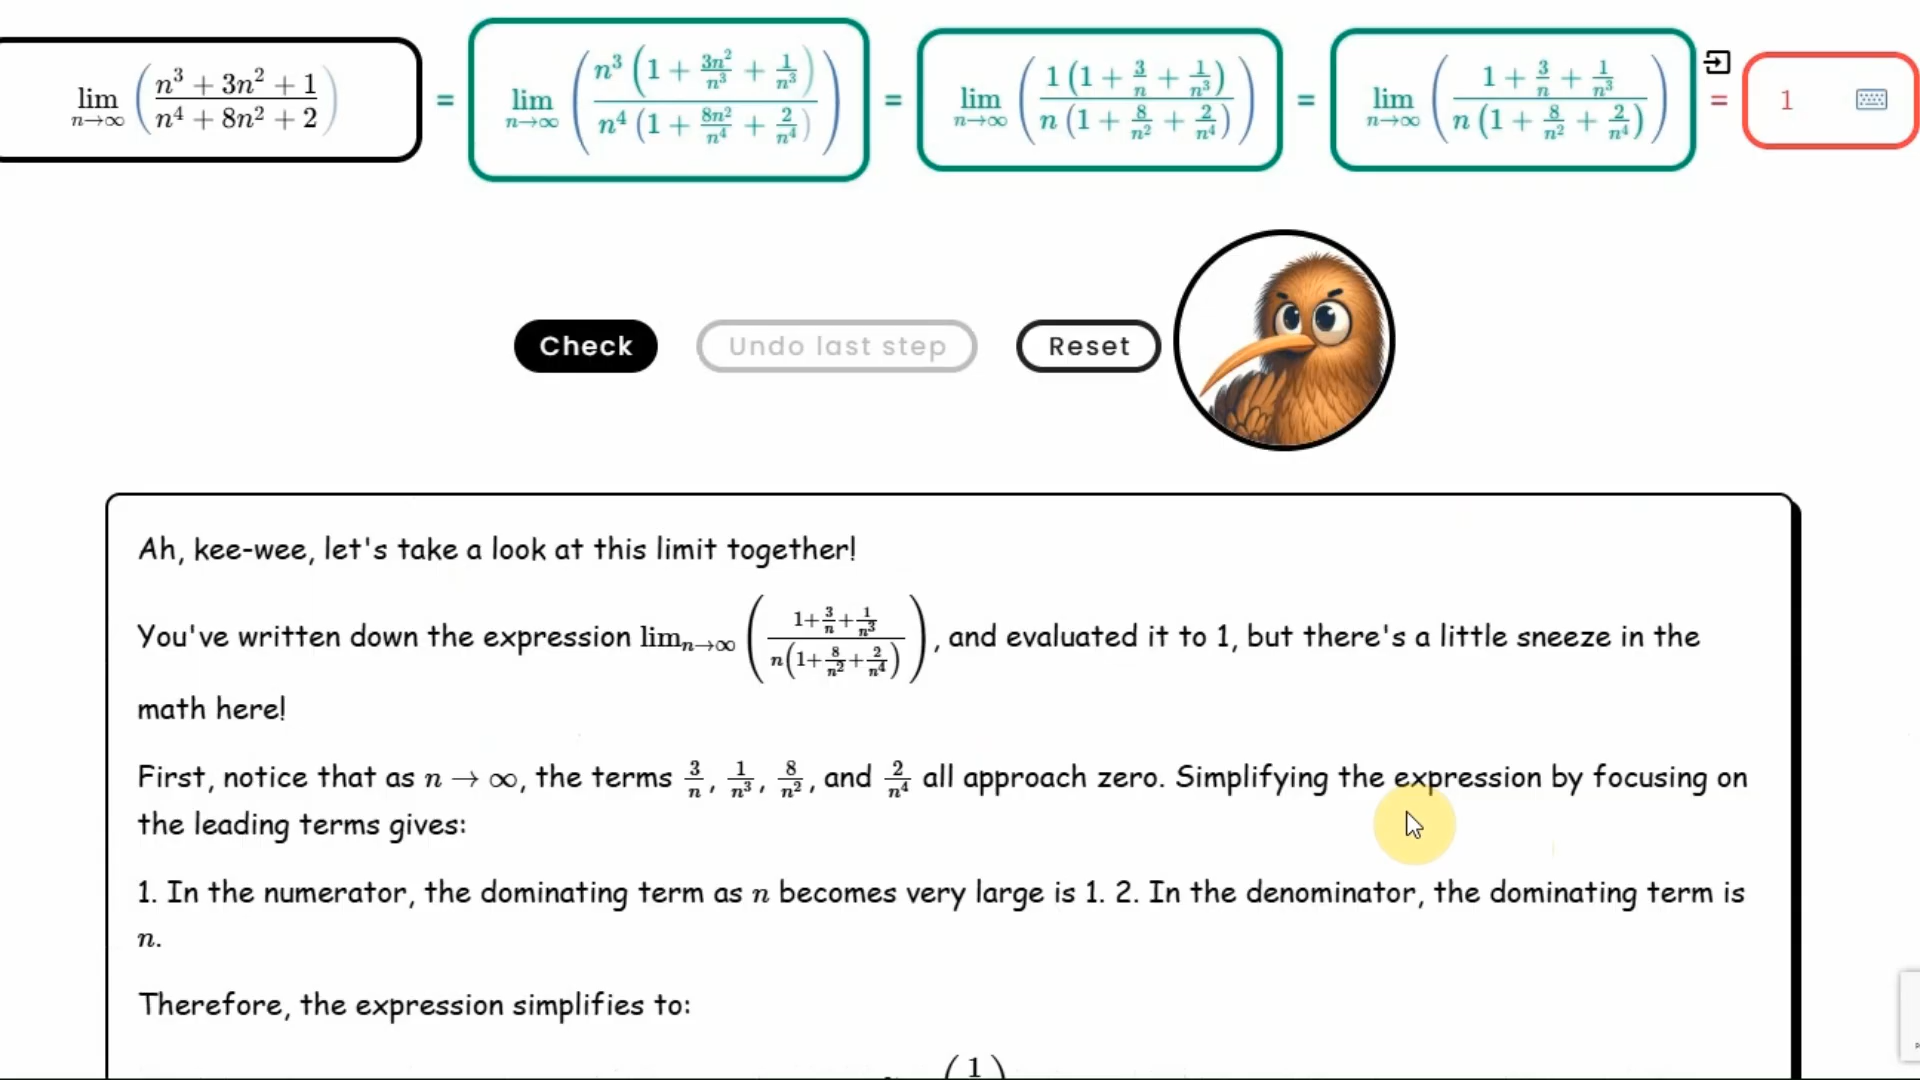 lim n→∞ (n³ + 3n² + 1 / n⁴ + 8n² + 2) = lim n→∞ (n³ (1 + 3n²/n³ + 1/n³) / n⁴ (1 + 8n²/n⁴ + 2/n⁴)) = lim n→∞ (1 (1 + 3/n + 1/n³) / n (1 + 8/n² + 2/n⁴)) = lim n→∞ (1 + 3/n + 1/n³ / n (1 + 8/n² + 2/n⁴)) = 1
Check Undo last step Reset
Ah, kee-wee, let's take a look at this limit together!
You've written down the expression lim n→∞ (1+3/n+1/n³ / n(1+8/n²+2/n⁴)), and evaluated it to 1, but there's a little sneeze in the
math here!
First, notice that as n → ∞, the terms 3/n, 1/n³, 8/n², and 2/n⁴ all approach zero. Simplifying the expression by focusing on
the leading terms gives:
1. In the numerator, the dominating term as n becomes very large is 1. 2. In the denominator, the dominating term is
n.
Therefore, the expression simplifies to:
(1)